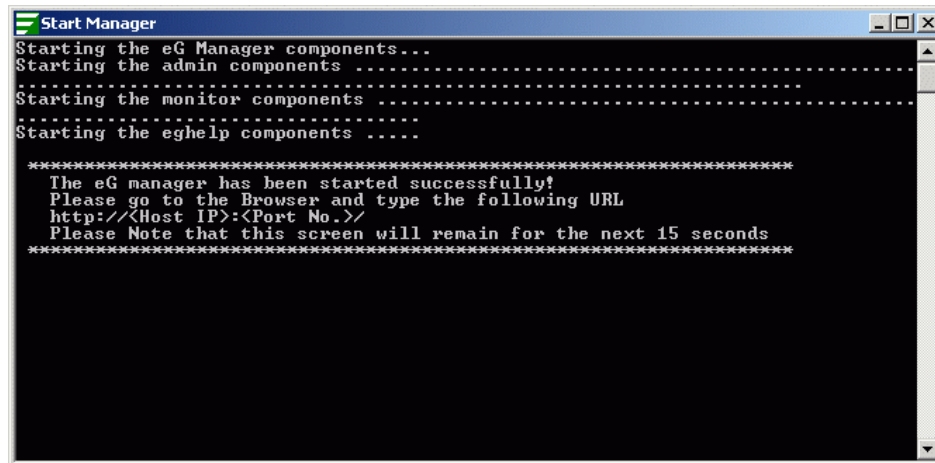 Start Manager
Starting the eG Manager components...
Starting the admin components ..................................................
......................................................................
Starting the monitor components ................................................
....................................
Starting the eghelp components .....
********************************************************************
The eG manager has been started successfully!
Please go to the Browser and type the following URL
http://<Host IP>:<Port No.>/
Please Note that this screen will remain for the next 15 seconds
********************************************************************